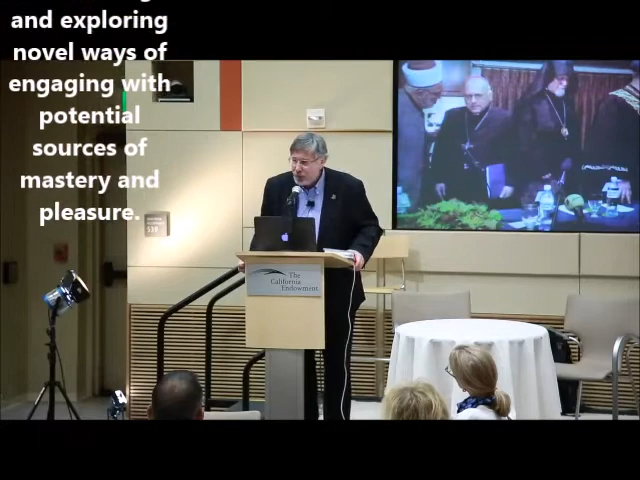 and exploring
novel ways of
engaging with
potential
sources of
mastery and
pleasure.
The
California
Endowment